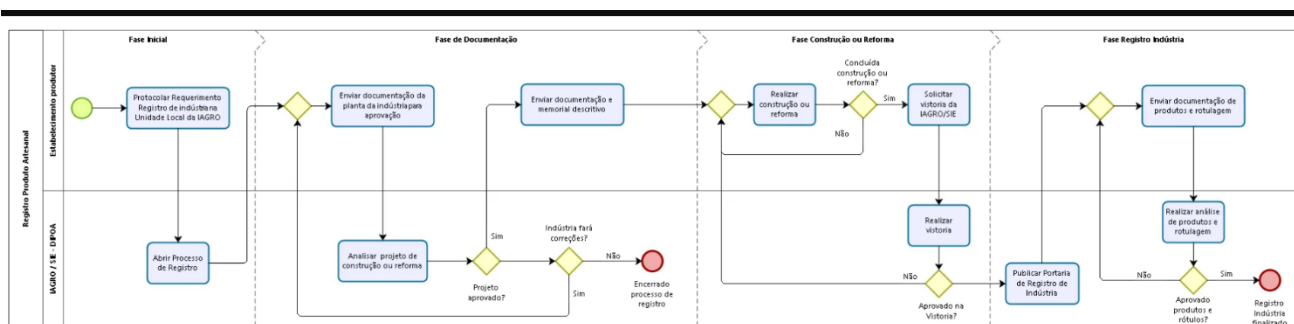 Fase Inicial
Fase de Documentação
Fase Construção ou Reforma
Fase Registro Indústria
Registro Produto Artesanal
Estabelecimento produtor
Protocolar Requerimento
Registro de indústria na
Unidade Local da IAGRO
Enviar documentação da
planta da indústriapara
aprovação
Enviar documentação e
memorial descritivo
Realizar
construção ou
reforma
Concluída
construção ou
reforma?
Sim
Não
Solicitar
vistoria da
IAGRO/SIE
Enviar documentação de
produtos e rotulagem
IAGRO / SIE - DIPOA
Abrir Processo
de Registro
Analisar projeto de
construção ou reforma
Sim
Projeto
aprovado?
Indústria fará
correções?
Não
Sim
Encerrado
processo de
registro
Realizar
vistoria
Não
Aprovado na
Vistoria?
Publicar Portaria
de Registro de
Indústria
Realizar análise
de produtos e
rotulagem
Não
Sim
Aprovado
produtos e
rótulos?
Registro
Indústria
finalizado